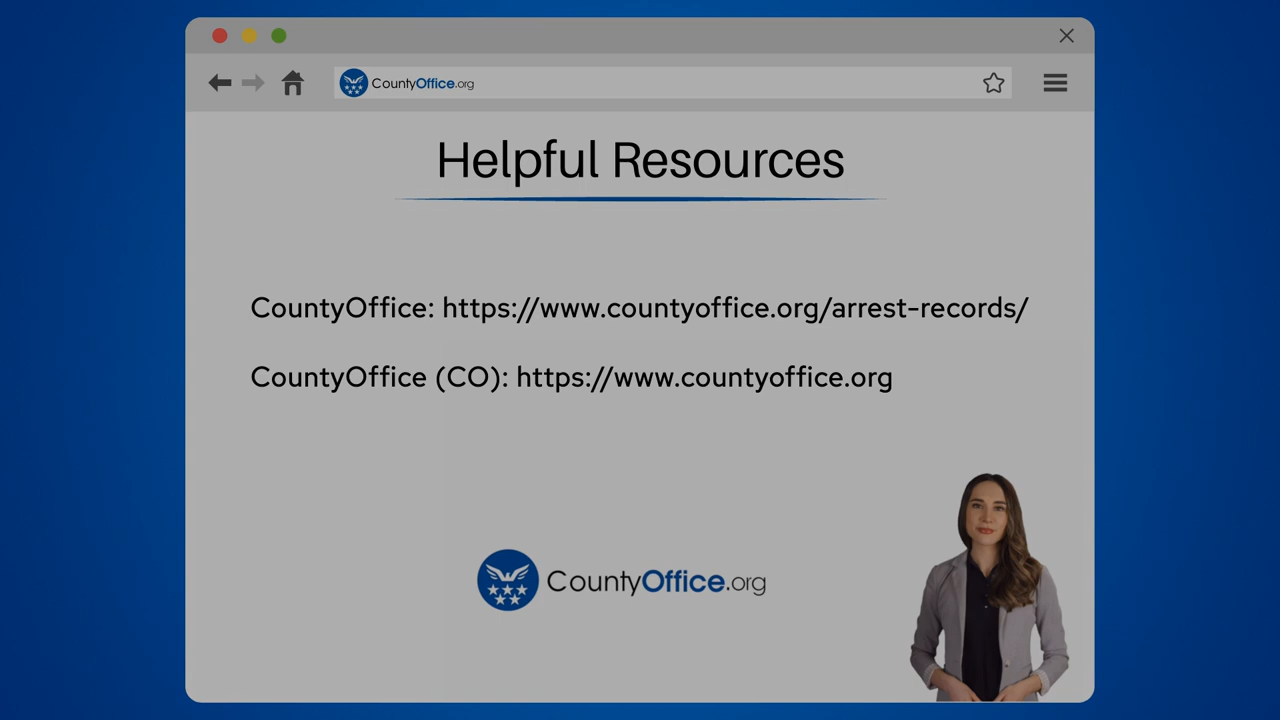 CountyOffice.org
Helpful Resources
CountyOffice: https://www.countyoffice.org/arrest-records/
CountyOffice (CO): https://www.countyoffice.org
CountyOffice.org